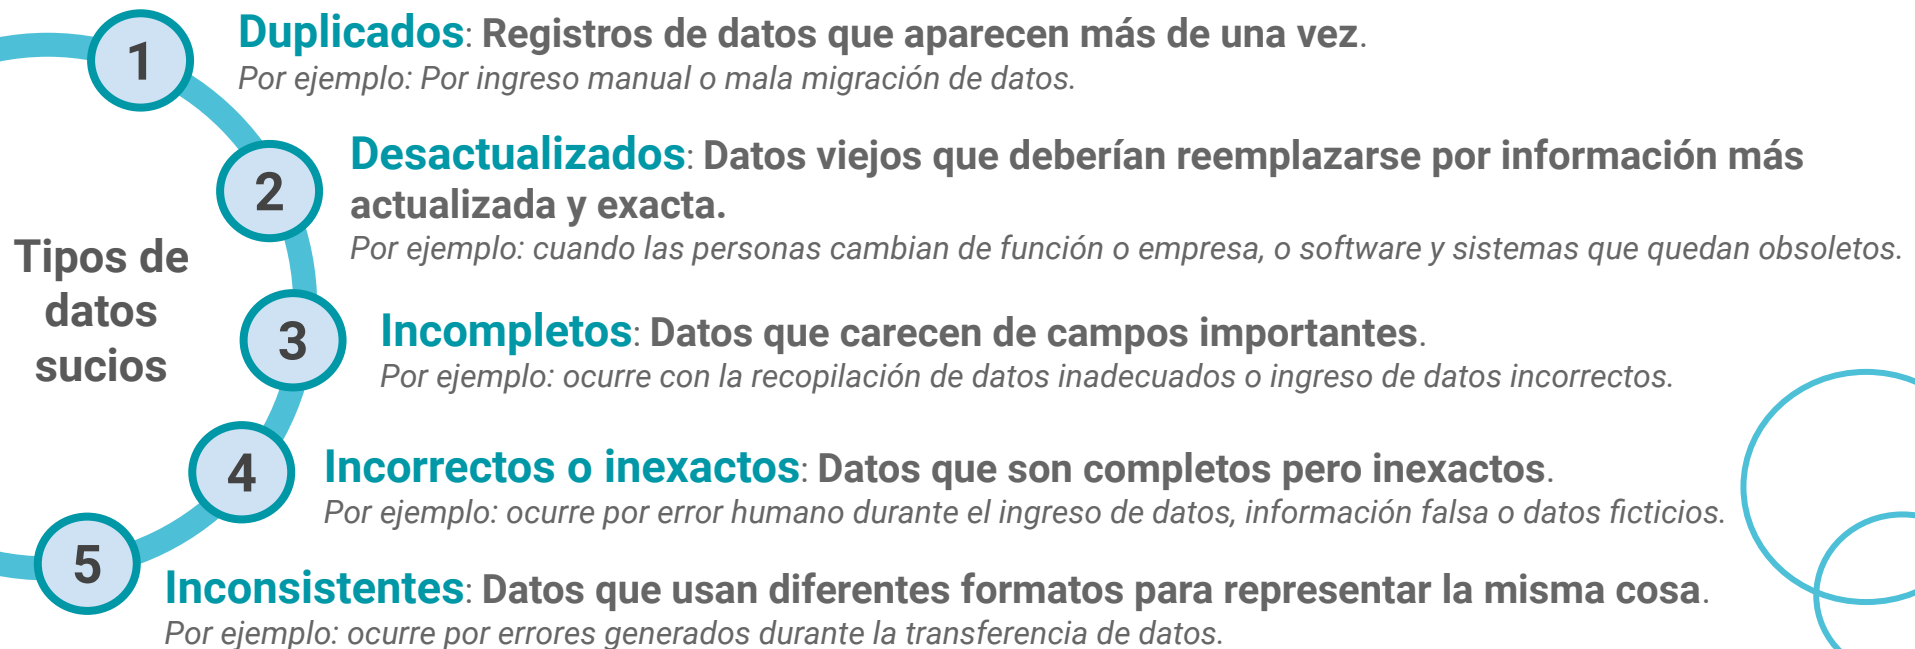 1
Duplicados: Registros de datos que aparecen más de una vez.
Por ejemplo: Por ingreso manual o mala migración de datos.
2
Desactualizados: Datos viejos que deberían reemplazarse por información más
actualizada y exacta.
Por ejemplo: cuando las personas cambian de función o empresa, o software y sistemas que quedan obsoletos.
Tipos de
datos
sucios
3
Incompletos: Datos que carecen de campos importantes.
Por ejemplo: ocurre con la recopilación de datos inadecuados o ingreso de datos incorrectos.
4
Incorrectos o inexactos: Datos que son completos pero inexactos.
Por ejemplo: ocurre por error humano durante el ingreso de datos, información falsa o datos ficticios.
5
Inconsistentes: Datos que usan diferentes formatos para representar la misma cosa.
Por ejemplo: ocurre por errores generados durante la transferencia de datos.